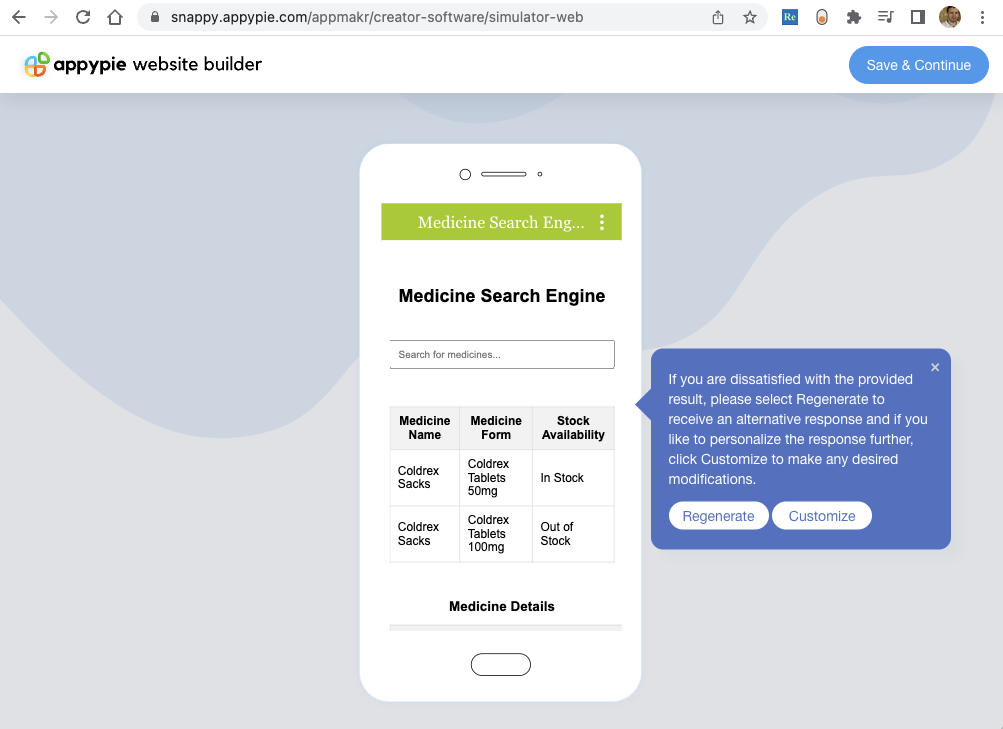 snappy.appypie.com/appmakr/creator-software/simulator-web
Re
appypie website builder
Save & Continue
Medicine Search Eng...
Medicine Search Engine
Search for medicines...
Medicine Name
Medicine Form
Stock Availability
Coldrex Sacks
Coldrex Tablets 50mg
In Stock
Coldrex Sacks
Coldrex Tablets 100mg
Out of Stock
Medicine Details
If you are dissatisfied with the provided
result, please select Regenerate to
receive an alternative response and if you
like to personalize the response further,
click Customize to make any desired
modifications.
Regenerate
Customize